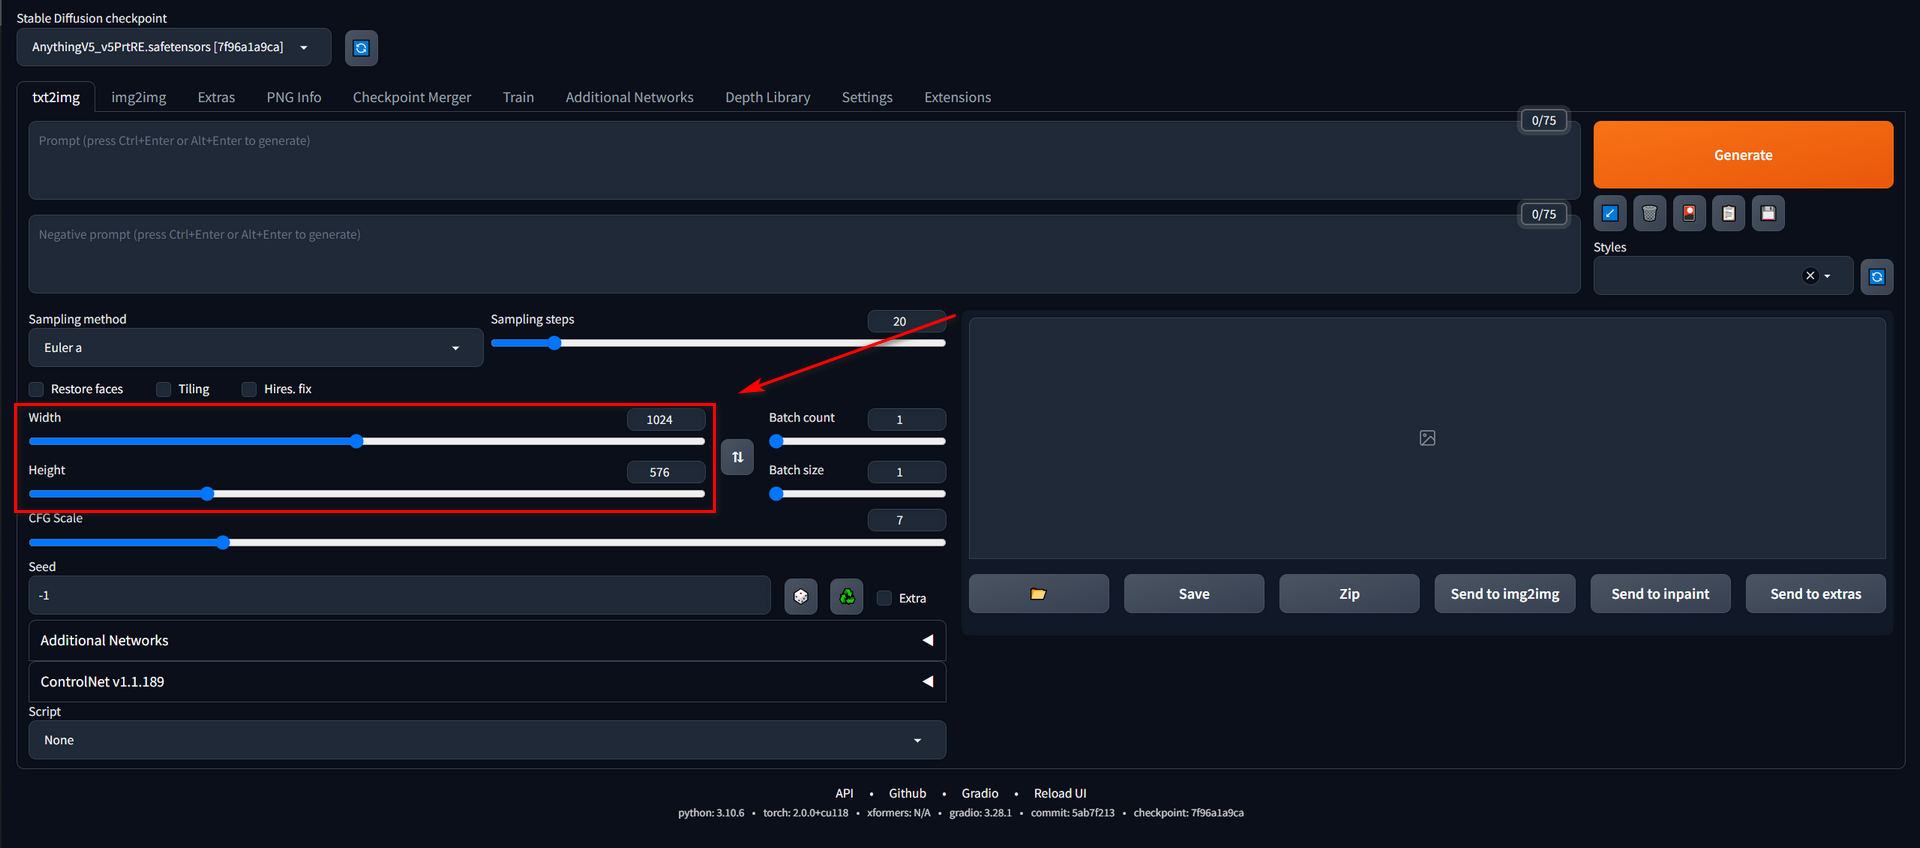 Stable Diffusion checkpoint
AnythingV5_v5PrtRE.safetensors [7f96a1a9ca]
txt2img img2img Extras PNG Info Checkpoint Merger Train Additional Networks Depth Library Settings Extensions
0/75
Prompt (press Ctrl+Enter or Alt+Enter to generate)
Generate
0/75
Negative prompt (press Ctrl+Enter or Alt+Enter to generate)
Styles
Sampling method
Euler a
Sampling steps
20
Restore faces Tiling Hires. fix
Width
1024
Batch count
1
Height
576
Batch size
1
CFG Scale
7
Seed
-1
Extra
Save Zip Send to img2img Send to inpaint Send to extras
Additional Networks
ControlNet v1.1.189
Script
None
API • Github • Gradio • Reload UI
python: 3.10.6 • torch: 2.0.0+cu118 • xformers: N/A • gradio: 3.28.1 • commit: 5ab7f213 • checkpoint: 7f96a1a9ca